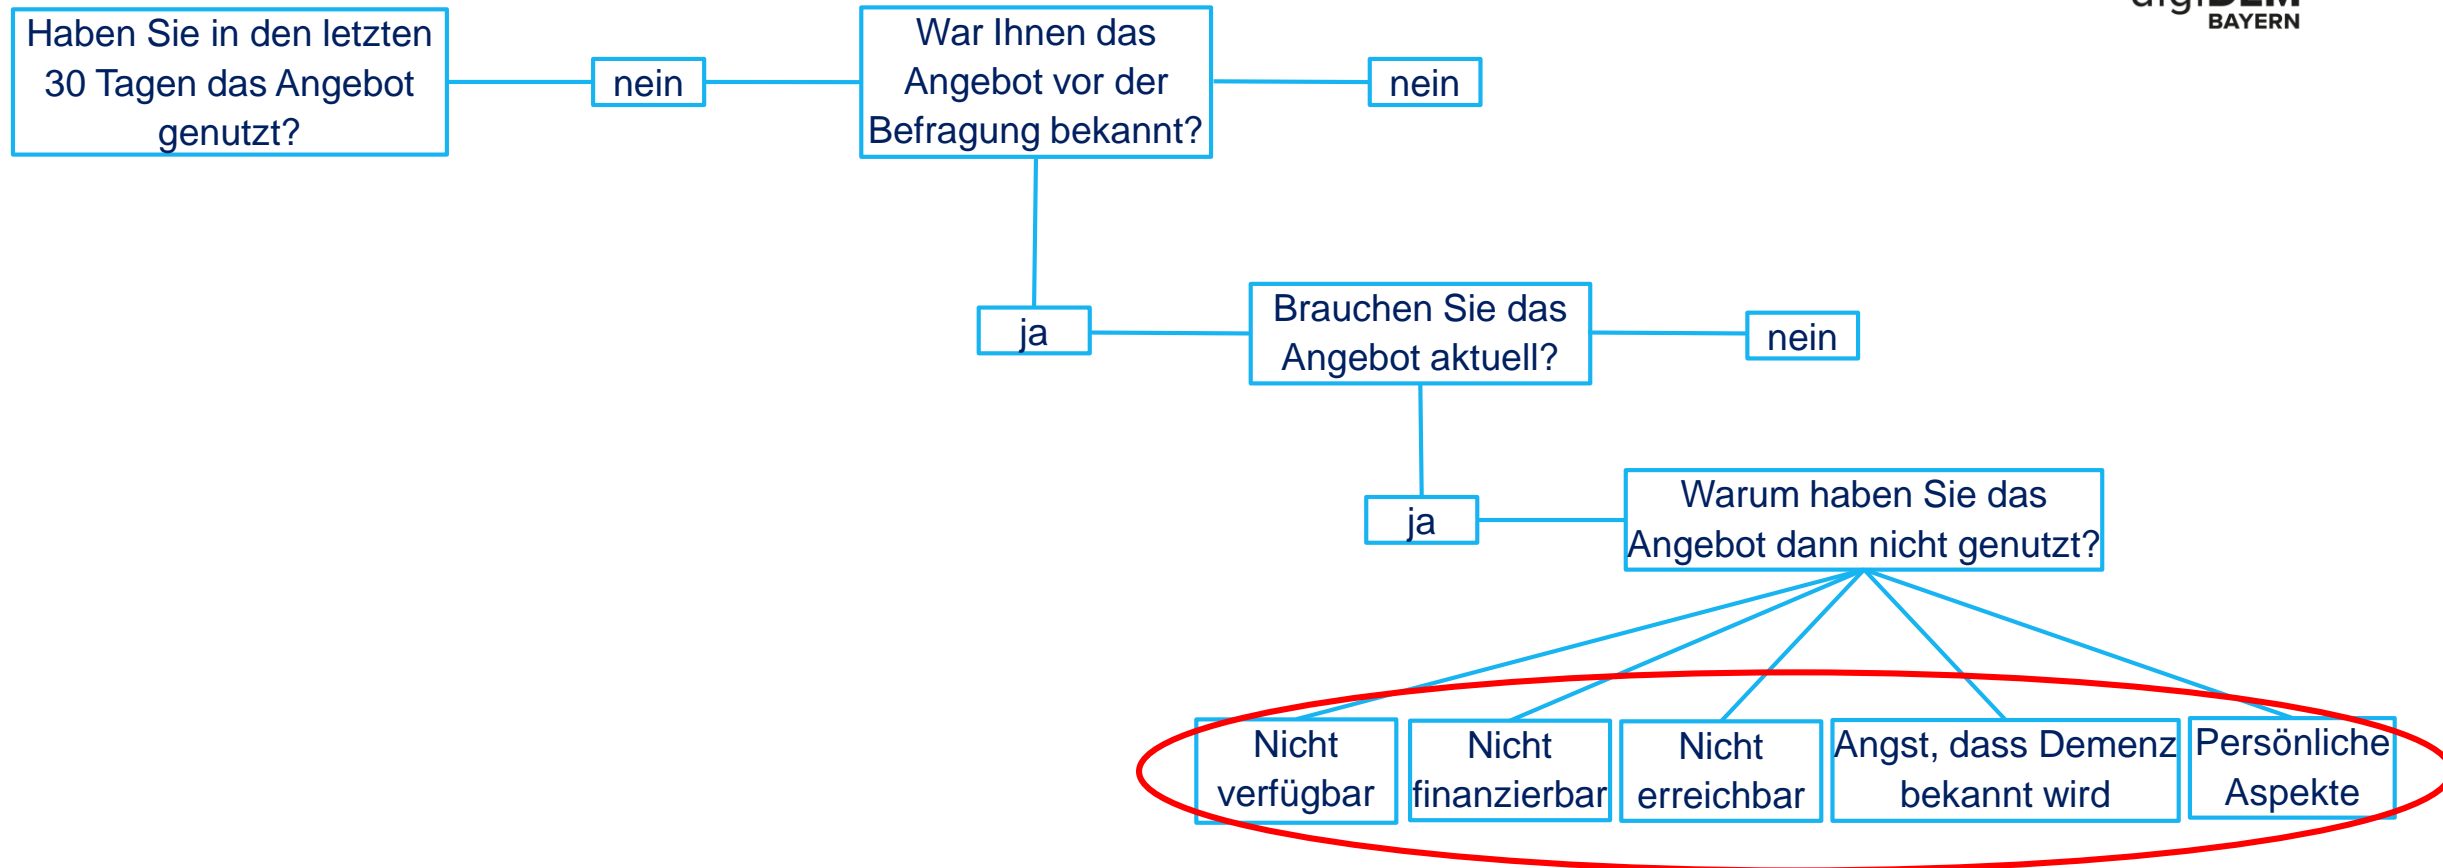 digiDEM
BAYERN
Haben Sie in den letzten
30 Tagen das Angebot
genutzt?
nein
War Ihnen das
Angebot vor der
Befragung bekannt?
nein
ja
Brauchen Sie das
Angebot aktuell?
nein
ja
Warum haben Sie das
Angebot dann nicht genutzt?
Nicht
verfügbar
Nicht
finanzierbar
Nicht
erreichbar
Angst, dass Demenz
bekannt wird
Persönliche
Aspekte